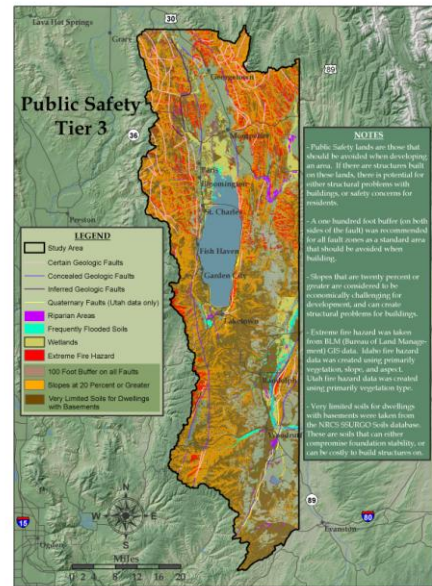 Lava Hot Springs
30
Grace
Georgetown
89
Public Safety
Tier 3
36
Montpelier
Paris
Bloomington
St. Charles
Preston
Fish Haven
Garden City
Laketown
Randolph
Woodruff
LEGEND
Study Area
Certain Geologic Faults
Concealed Geologic Faults
Inferred Geologic Faults
Quaternary Faults (Utah data only)
Riparian Areas
Frequently Flooded Soils
Wetlands
Extreme Fire Hazard
100 Foot Buffer on all Faults
Slopes at 20 Percent or Greater
Very Limited Soils for Dwellings
with Basements
NOTES
- Public Safety lands are those that
should be avoided when developing
an area. If there are structures built
on these lands, there is potential for
either structural problems with
buildings, or safety concerns for
residents.
- A one hundred foot buffer (on both
sides of the fault) was recommended
for all fault zones as a standard area
that should be avoided when
building.
- Slopes that are twenty percent or
greater are considered to be
economically challenging for
development, and can create
structural problems for buildings.
- Extreme fire hazard was taken
from BLM (Bureau of Land Manage-
ment) GIS data. Idaho fire hazard
data was created using primarily
vegetation, slope, and aspect.
Utah fire hazard data was created
using primarily vegetation type.
- Very limited soils for dwellings
with basements were taken from
the NRCS SSURGO Soils database.
These are soils that can either
compromise foundation stability, or
can be costly to build structures on.
89
80
Evanston
15
Ogden
N
W
E
S
Miles
0 2 4 8 12 16 20